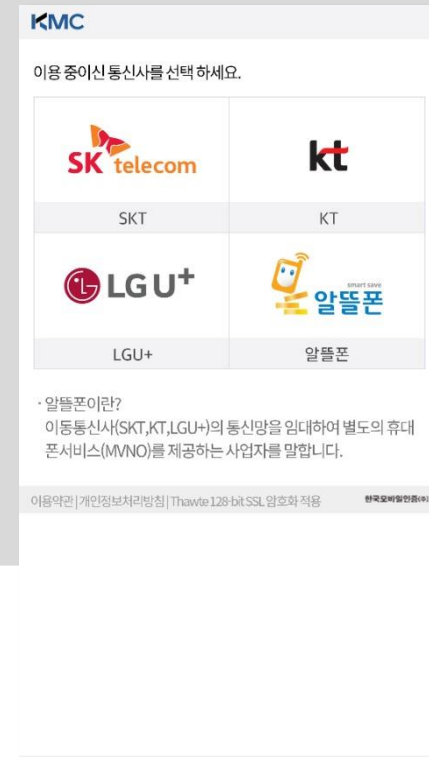 KMC
이용 중이신 통신사를 선택 하세요.
SK telecom
kt
SKT
KT
LG U+
smart save
알뜰폰
LGU+
알뜰폰
· 알뜰폰이란?
이동통신사(SKT,KT,LGU+)의 통신망을 임대하여 별도의 휴대
폰서비스(MVNO)를 제공하는 사업자를 말합니다.
이용약관 | 개인정보처리방침 | Thawte 128-bit SSL 암호화 적용
한국모바일인증(주)